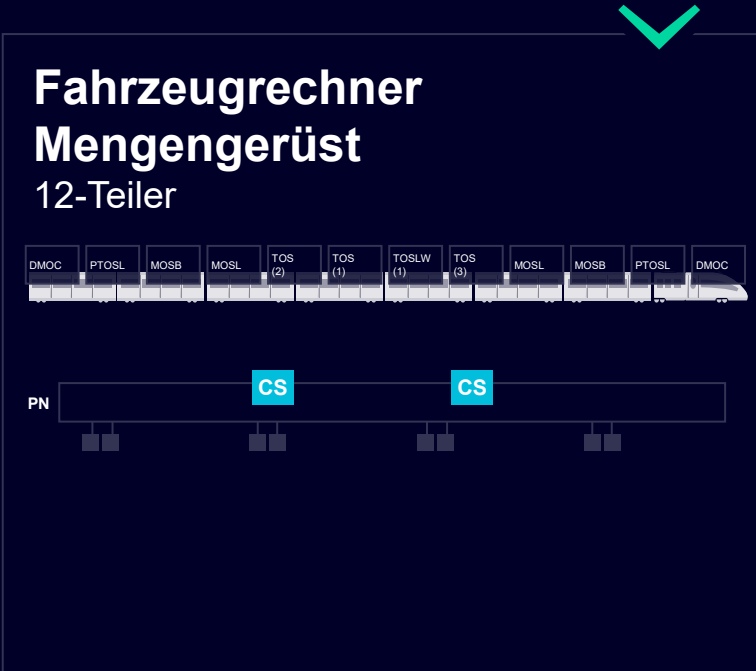 Fahrzeugrechner
Mengengerüst
12-Teiler
DMOC PTOSL MOSB MOSL TOS (2) TOS (1) TOSLW (1) TOS (3) MOSL MOSB PTOSL DMOC
CS CS
PN